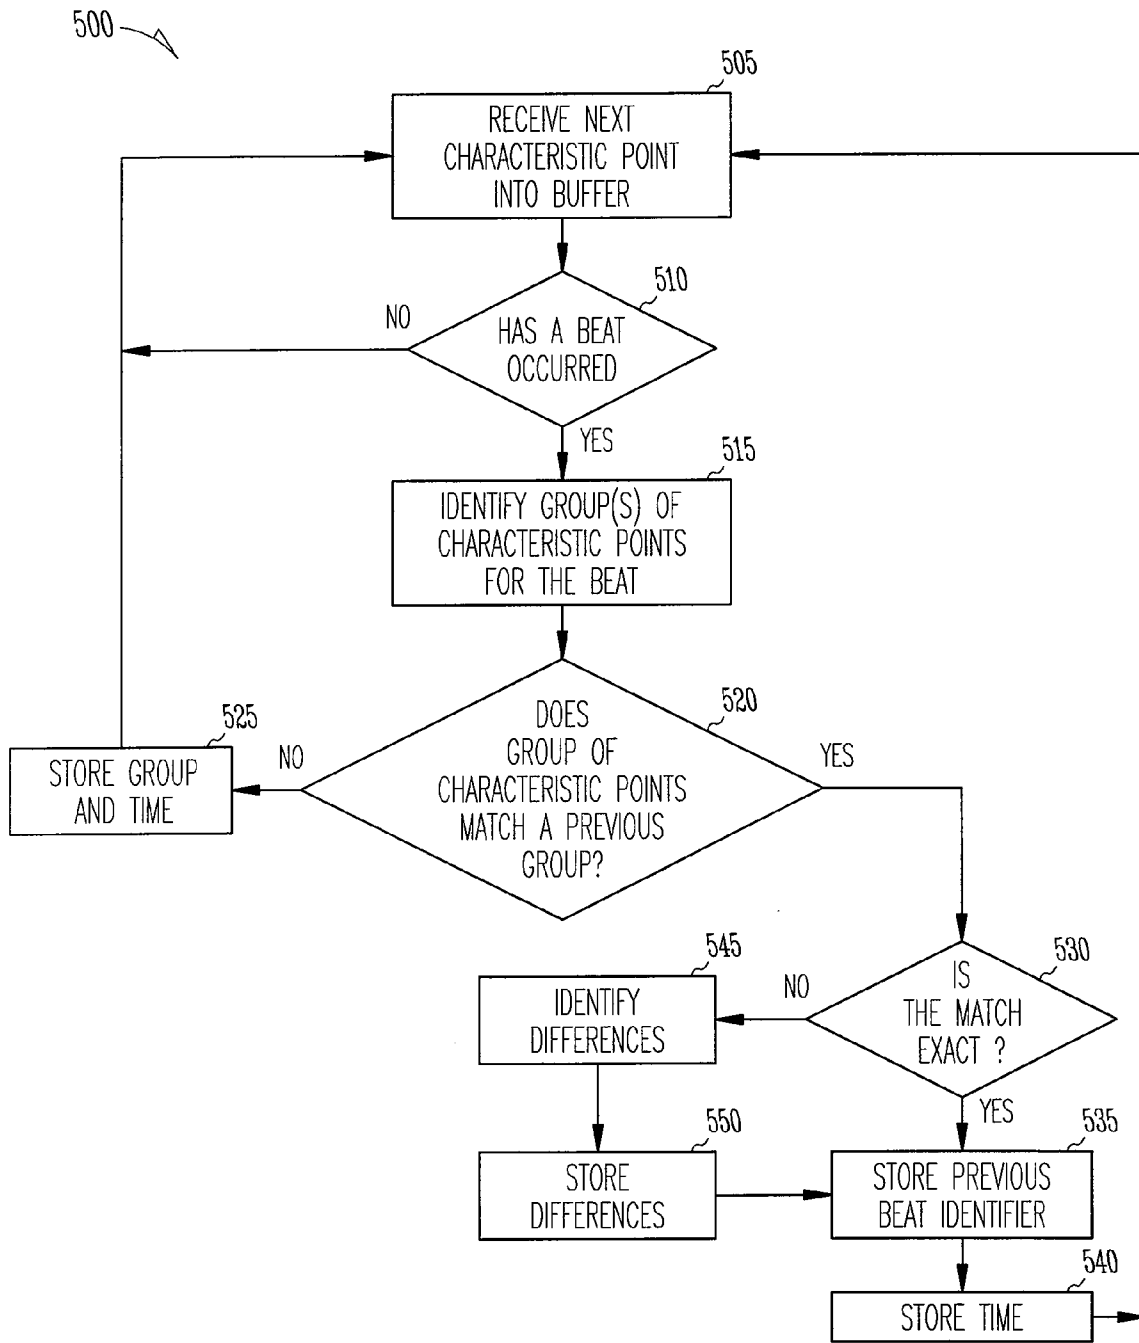 500
505
RECEIVE NEXT
CHARACTERISTIC POINT
INTO BUFFER
510
NO
HAS A BEAT
OCCURRED
YES
515
IDENTIFY GROUP(S) OF
CHARACTERISTIC POINTS
FOR THE BEAT
520
DOES
GROUP OF
CHARACTERISTIC POINTS
MATCH A PREVIOUS
GROUP?
NO
YES
525
STORE GROUP
AND TIME
530
IS
THE MATCH
EXACT ?
NO
YES
545
IDENTIFY
DIFFERENCES
550
STORE
DIFFERENCES
535
STORE PREVIOUS
BEAT IDENTIFIER
540
STORE TIME